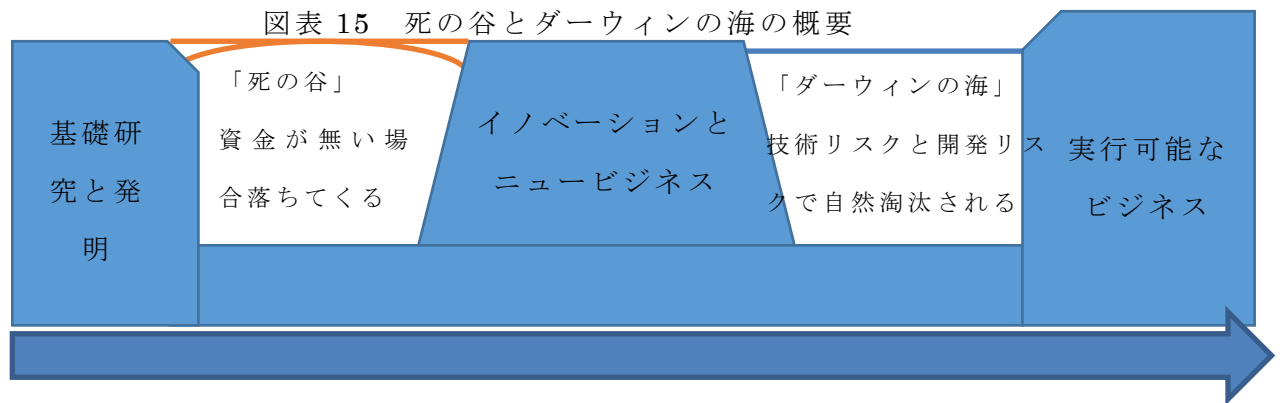 図表 15　死の谷とダーウィンの海の概要
基礎研
究と発
明
「死の谷」
資金が無い場
合落ちてくる
イノベーションと
ニュービジネス
「ダーウィンの海」
技術リスクと開発リス
クで自然淘汰される
実行可能な
ビジネス